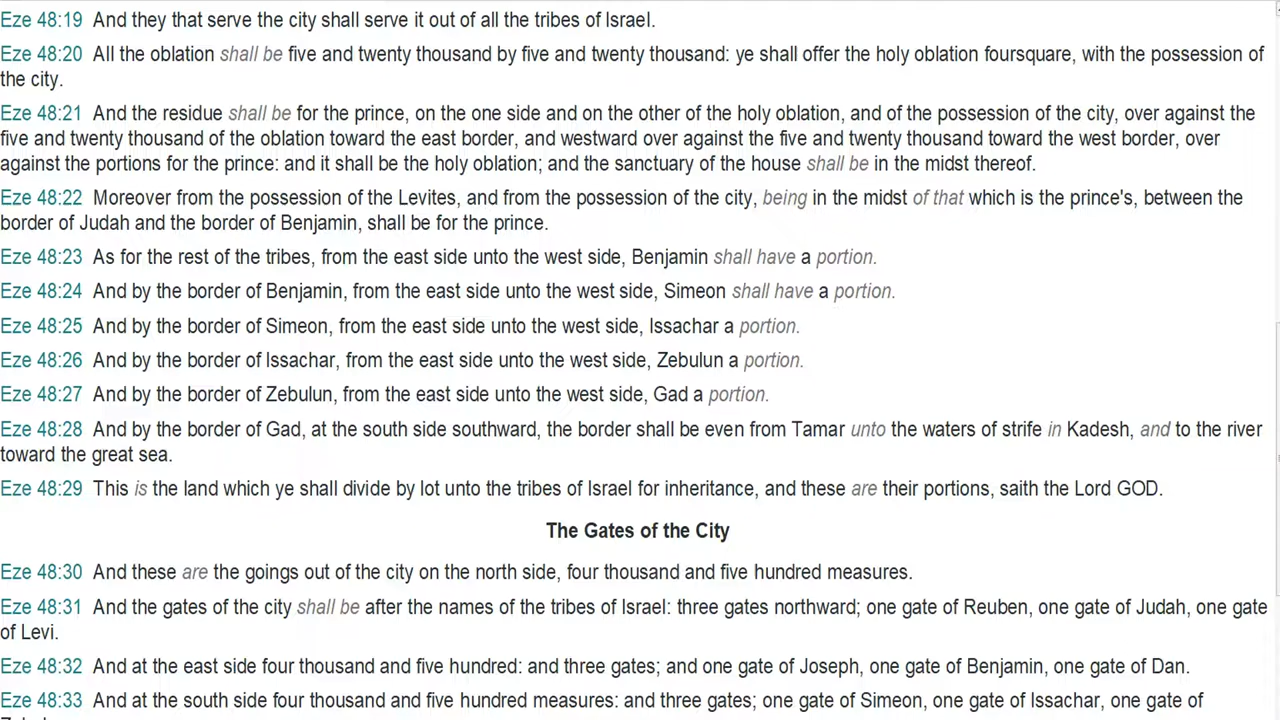 Eze 48:19 And they that serve the city shall serve it out of all the tribes of Israel.
Eze 48:20 All the oblation shall be five and twenty thousand by five and twenty thousand: ye shall offer the holy oblation foursquare, with the possession of
the city.
Eze 48:21 And the residue shall be for the prince, on the one side and on the other of the holy oblation, and of the possession of the city, over against the
five and twenty thousand of the oblation toward the east border, and westward over against the five and twenty thousand toward the west border, over
against the portions for the prince: and it shall be the holy oblation; and the sanctuary of the house shall be in the midst thereof.
Eze 48:22 Moreover from the possession of the Levites, and from the possession of the city, being in the midst of that which is the prince's, between the
border of Judah and the border of Benjamin, shall be for the prince.
Eze 48:23 As for the rest of the tribes, from the east side unto the west side, Benjamin shall have a portion.
Eze 48:24 And by the border of Benjamin, from the east side unto the west side, Simeon shall have a portion.
Eze 48:25 And by the border of Simeon, from the east side unto the west side, Issachar a portion.
Eze 48:26 And by the border of Issachar, from the east side unto the west side, Zebulun a portion.
Eze 48:27 And by the border of Zebulun, from the east side unto the west side, Gad a portion.
Eze 48:28 And by the border of Gad, at the south side southward, the border shall be even from Tamar unto the waters of strife in Kadesh, and to the river
toward the great sea.
Eze 48:29 This is the land which ye shall divide by lot unto the tribes of Israel for inheritance, and these are their portions, saith the Lord GOD.
The Gates of the City
Eze 48:30 And these are the goings out of the city on the north side, four thousand and five hundred measures.
Eze 48:31 And the gates of the city shall be after the names of the tribes of Israel: three gates northward; one gate of Reuben, one gate of Judah, one gate
of Levi.
Eze 48:32 And at the east side four thousand and five hundred: and three gates; and one gate of Joseph, one gate of Benjamin, one gate of Dan.
Eze 48:33 And at the south side four thousand and five hundred measures: and three gates; one gate of Simeon, one gate of Issachar, one gate of